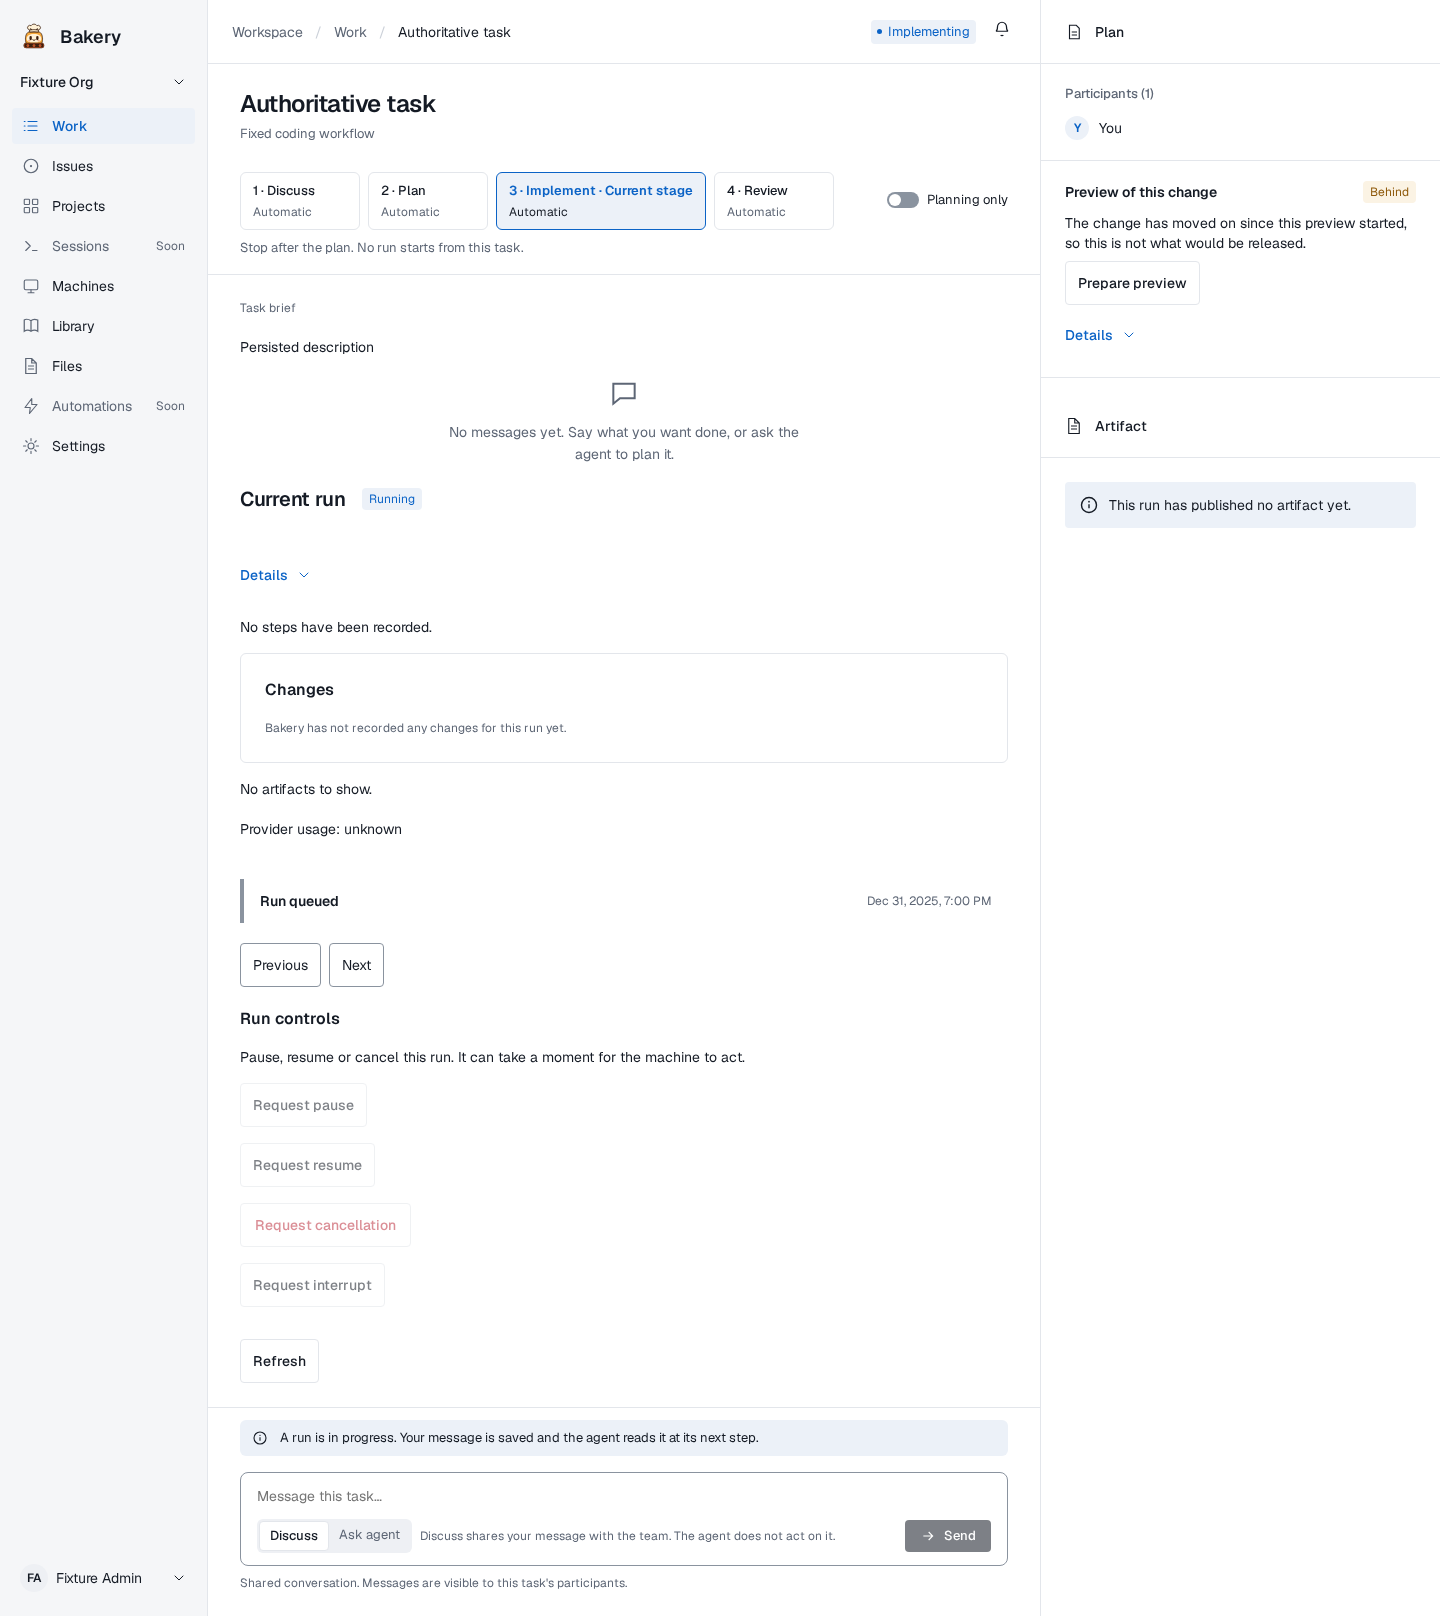 Bakery
Fixture Org
Work
Issues
Projects
Sessions Soon
Machines
Library
Files
Automations Soon
Settings
FA Fixture Admin
Workspace / Work / Authoritative task
Implementing
Authoritative task
Fixed coding workflow
1 · Discuss
Automatic
2 · Plan
Automatic
3 · Implement · Current stage
Automatic
4 · Review
Automatic
Planning only
Stop after the plan. No run starts from this task.
Task brief
Persisted description
No messages yet. Say what you want done, or ask the
agent to plan it.
Current run Running
Details
No steps have been recorded.
Changes
Bakery has not recorded any changes for this run yet.
No artifacts to show.
Provider usage: unknown
Run queued Dec 31, 2025, 7:00 PM
Previous Next
Run controls
Pause, resume or cancel this run. It can take a moment for the machine to act.
Request pause
Request resume
Request cancellation
Request interrupt
Refresh
A run is in progress. Your message is saved and the agent reads it at its next step.
Message this task...
Discuss Ask agent Discuss shares your message with the team. The agent does not act on it. Send
Shared conversation. Messages are visible to this task's participants.
Plan
Participants (1)
Y You
Preview of this change Behind
The change has moved on since this preview started,
so this is not what would be released.
Prepare preview
Details
Artifact
This run has published no artifact yet.